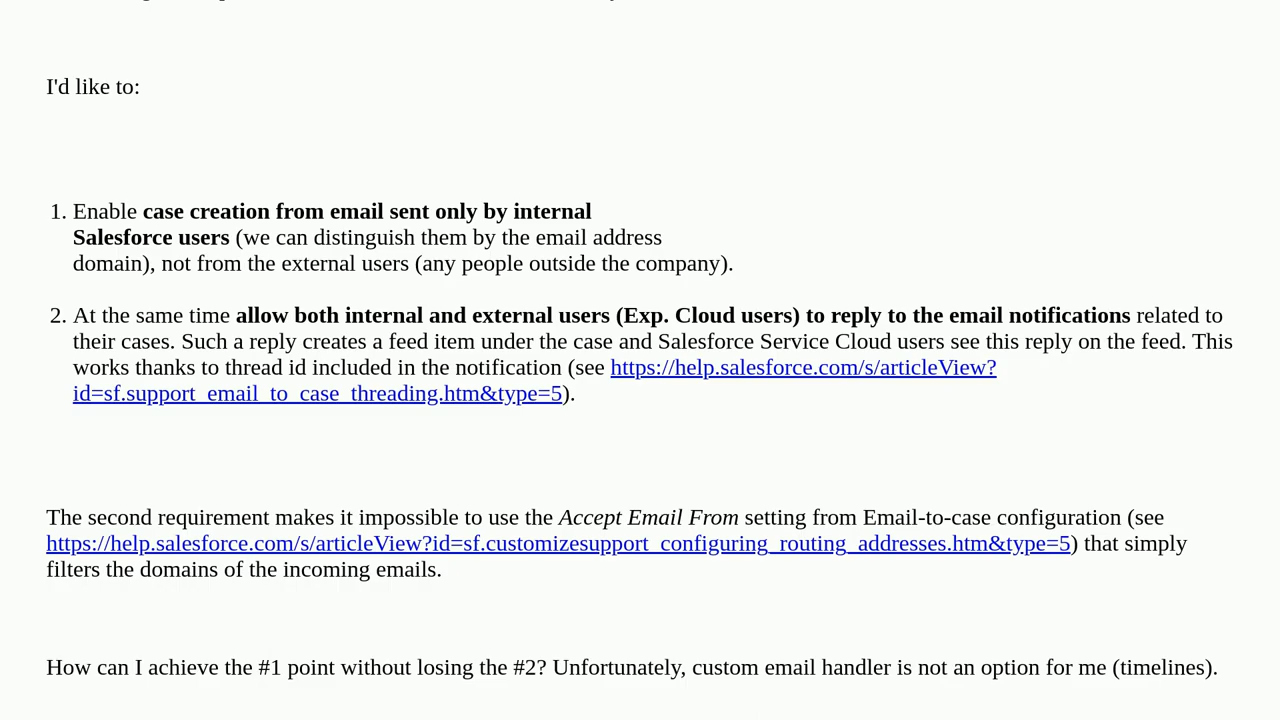 I'd like to:
1. Enable case creation from email sent only by internal
Salesforce users (we can distinguish them by the email address
domain), not from the external users (any people outside the company).
2. At the same time allow both internal and external users (Exp. Cloud users) to reply to the email notifications related to
their cases. Such a reply creates a feed item under the case and Salesforce Service Cloud users see this reply on the feed. This
works thanks to thread id included in the notification (see https://help.salesforce.com/s/articleView?
id=sf.support_email_to_case_threading.htm&type=5).
The second requirement makes it impossible to use the Accept Email From setting from Email-to-case configuration (see
https://help.salesforce.com/s/articleView?id=sf.customizesupport_configuring_routing_addresses.htm&type=5) that simply
filters the domains of the incoming emails.
How can I achieve the #1 point without losing the #2? Unfortunately, custom email handler is not an option for me (timelines).